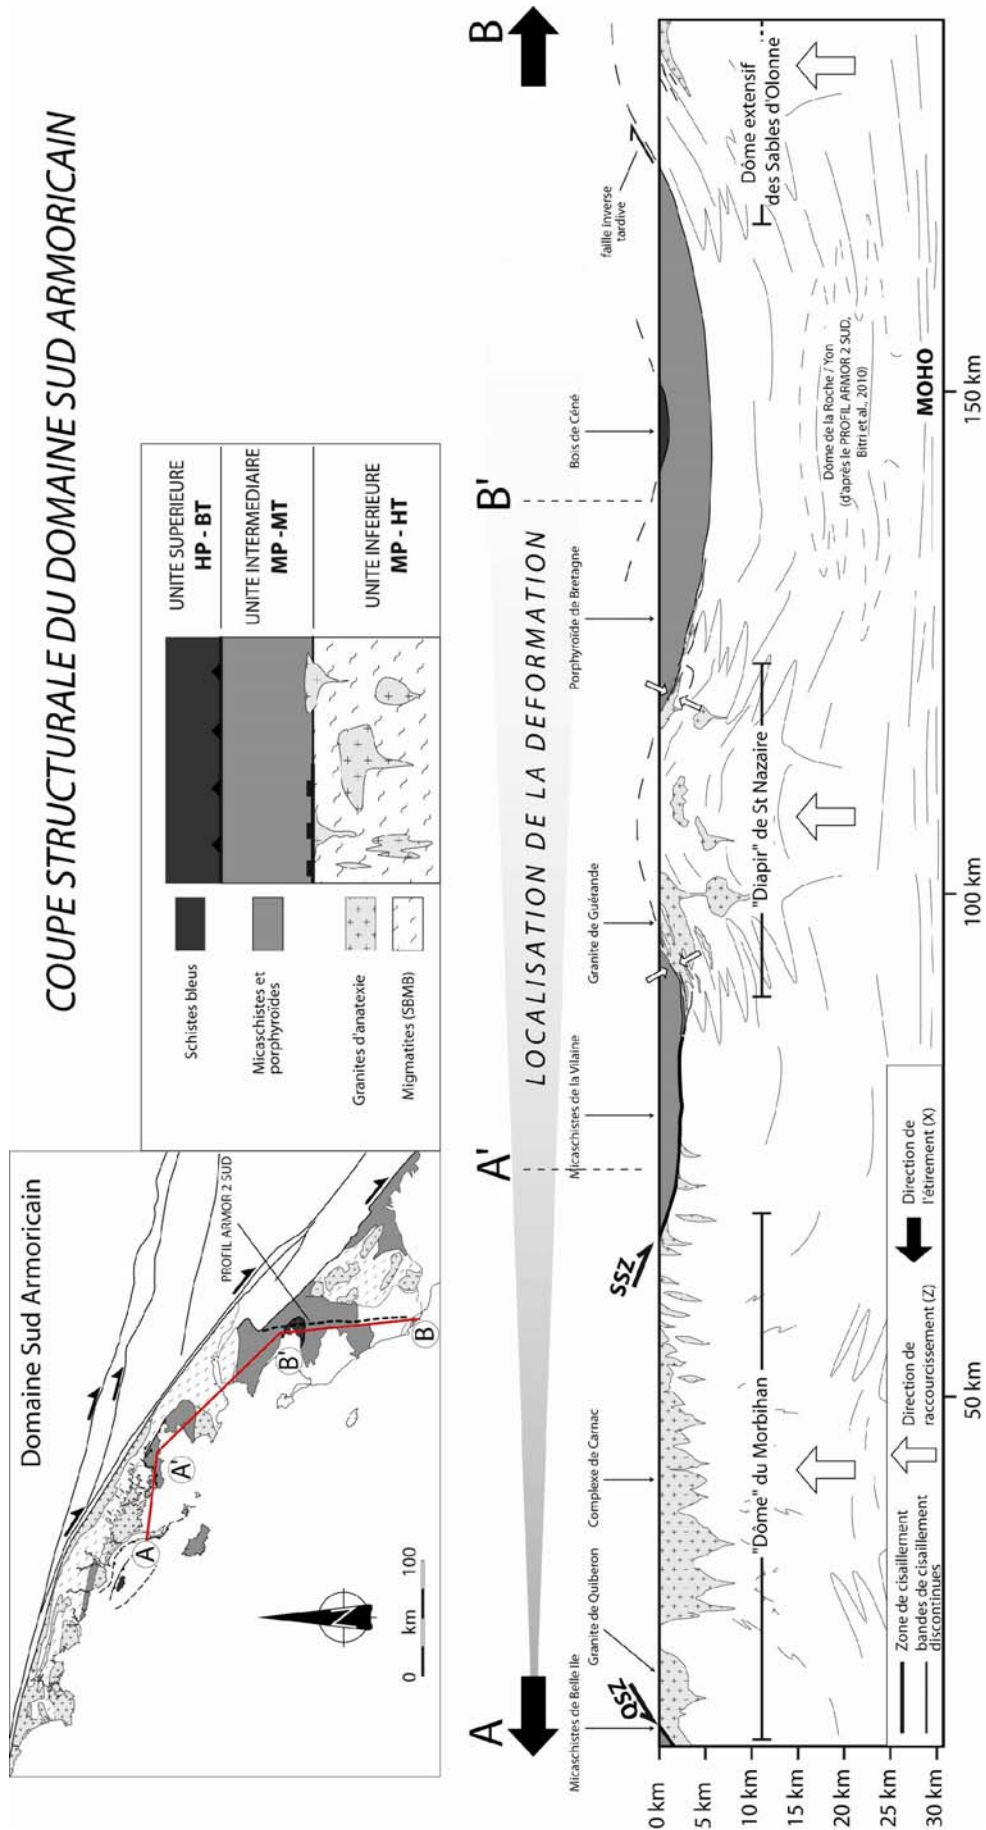 COUPE STRUCTURALE DU DOMAINE SUD ARMORICAIN
Domaine Sud Armoricain
PROFIL ARMOR 2 SUD
A
A'
B'
B
N
0
km
100
Schistes bleus
Micaschistes et
porphyroïdes
Granites d'anatexie
Migmatites (SBMB)
UNITE SUPERIEURE
HP - BT
UNITE INTERMEDIAIRE
MP -MT
UNITE INFERIEURE
MP - HT
A
A'
B'
B
LOCALISATION DE LA DEFORMATION
Micaschistes de Belle Ile
Granite de Quiberon
Complexe de Carnac
Micaschistes de la Vilaine
Granite de Guérande
Porphyroïde de Bretagne
Bois de Céné
faille inverse
tardive
QSZ
SSZ
0 km
5 km
10 km
15 km
20 km
25 km
30 km
"Dôme" du Morbihan
"Diapir" de St Nazaire
Dôme extensif
des Sables d'Olonne
Dôme de la Roche / Yon
(d'après le PROFIL ARMOR 2 SUD,
Bitri et al., 2010)
MOHO
Zone de cisaillement
bandes de cisaillement
discontinues
Direction de
raccourcissement (Z)
Direction de
l'étirement (X)
50 km
100 km
150 km